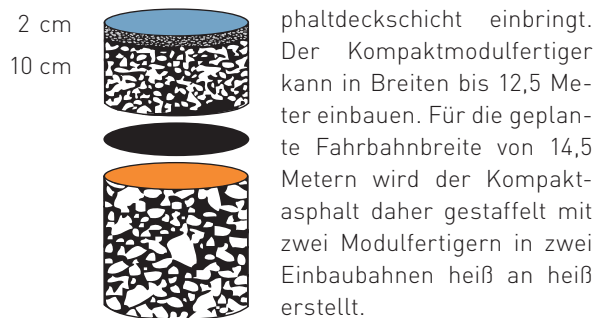 2 cm
10 cm
phaltdeckschicht einbringt.
Der Kompaktmodulfertiger
kann in Breiten bis 12,5 Me-
ter einbauen. Für die geplan-
te Fahrbahnbreite von 14,5
Metern wird der Kompakt-
asphalt daher gestaffelt mit
zwei Modulfertigern in zwei
Einbaubahnen heiß an heiß
erstellt.